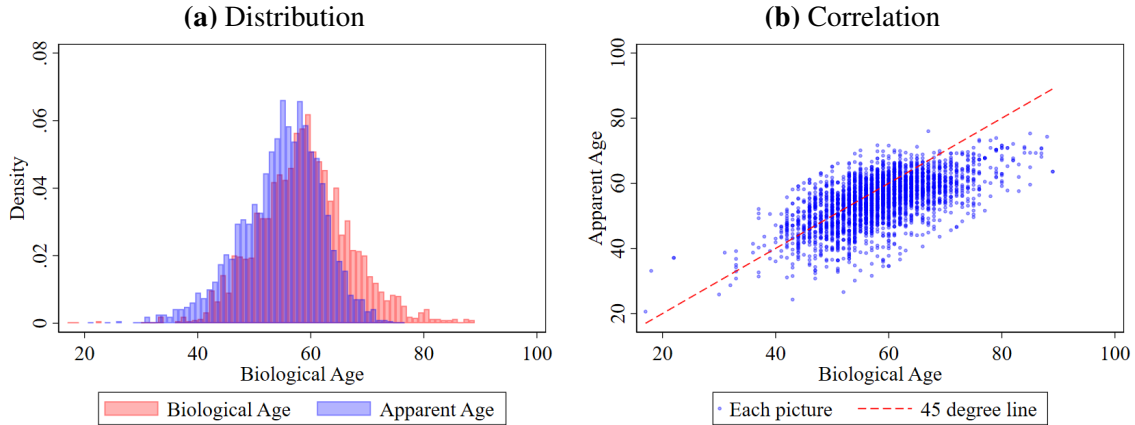 (a) Distribution
Density
0 .02 .04 .06 .08
20 40 60 80 100
Biological Age
Biological Age Apparent Age
(b) Correlation
Apparent Age
20 40 60 80 100
20 40 60 80 100
Biological Age
Each picture 45 degree line